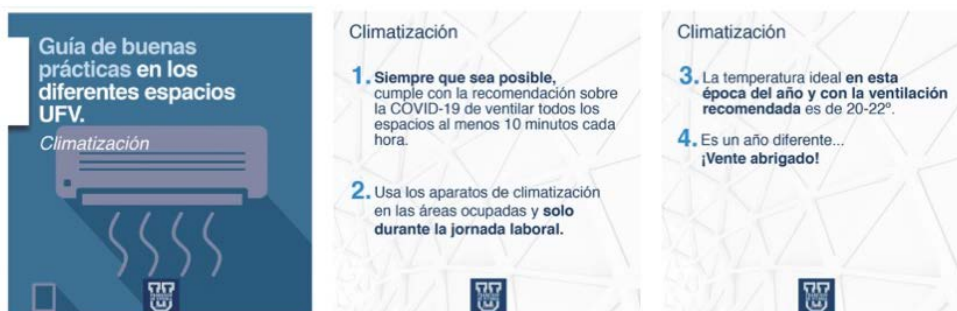 Guía de buenas
prácticas en los
diferentes espacios
UFV.
Climatización
Climatización
1. Siempre que sea posible,
cumple con la recomendación sobre
la COVID-19 de ventilar todos los
espacios al menos 10 minutos cada
hora.
2. Usa los aparatos de climatización
en las áreas ocupadas y solo
durante la jornada laboral.
Climatización
3. La temperatura ideal en esta
época del año y con la ventilación
recomendada es de 20-22º.
4. Es un año diferente...
¡Vente abrigado!